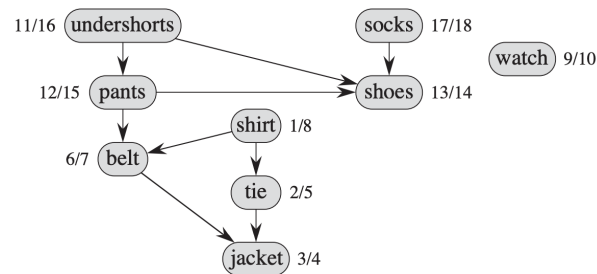 11/16 undershorts socks 17/18
watch 9/10
12/15 pants shoes 13/14
shirt 1/8
6/7 belt
tie 2/5
jacket 3/4